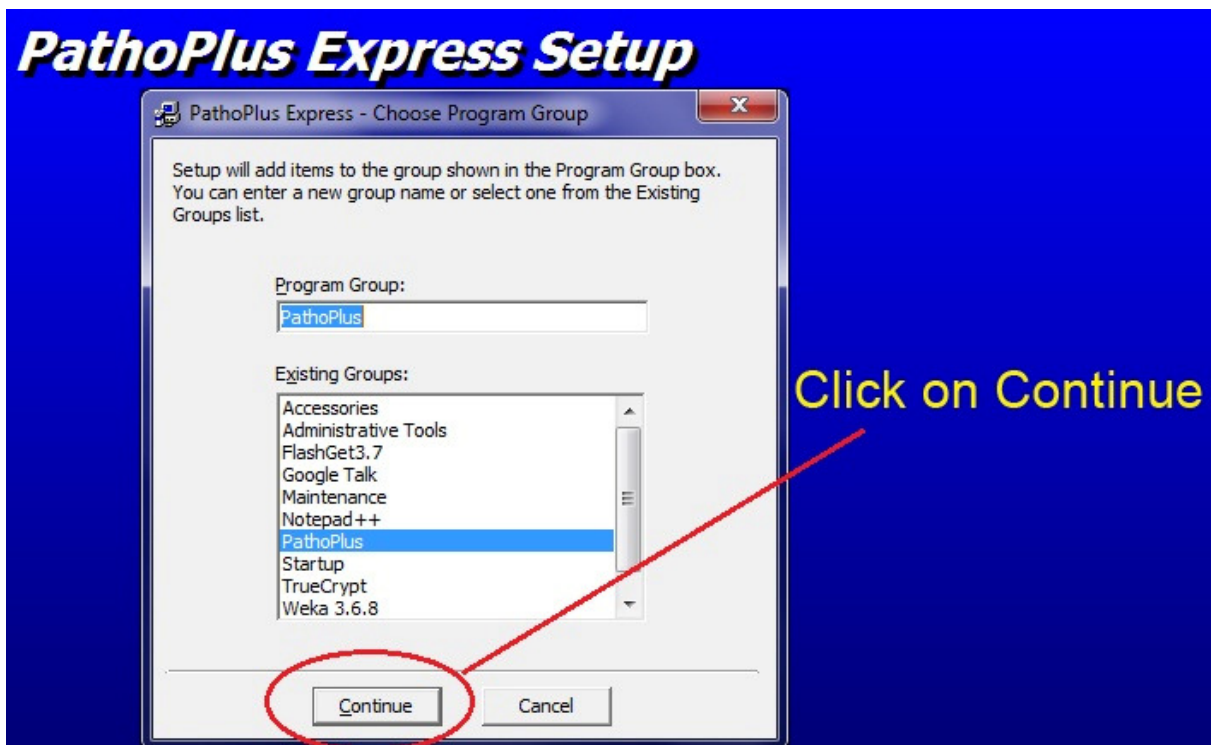 PathoPlus Express Setup
PathoPlus Express - Choose Program Group
Setup will add items to the group shown in the Program Group box.
You can enter a new group name or select one from the Existing
Groups list.
Program Group:
PathoPlus
Existing Groups:
Accessories
Administrative Tools
FlashGet3.7
Google Talk
Maintenance
Notepad++
PathoPlus
Startup
TrueCrypt
Weka 3.6.8
Click on Continue
Continue Cancel